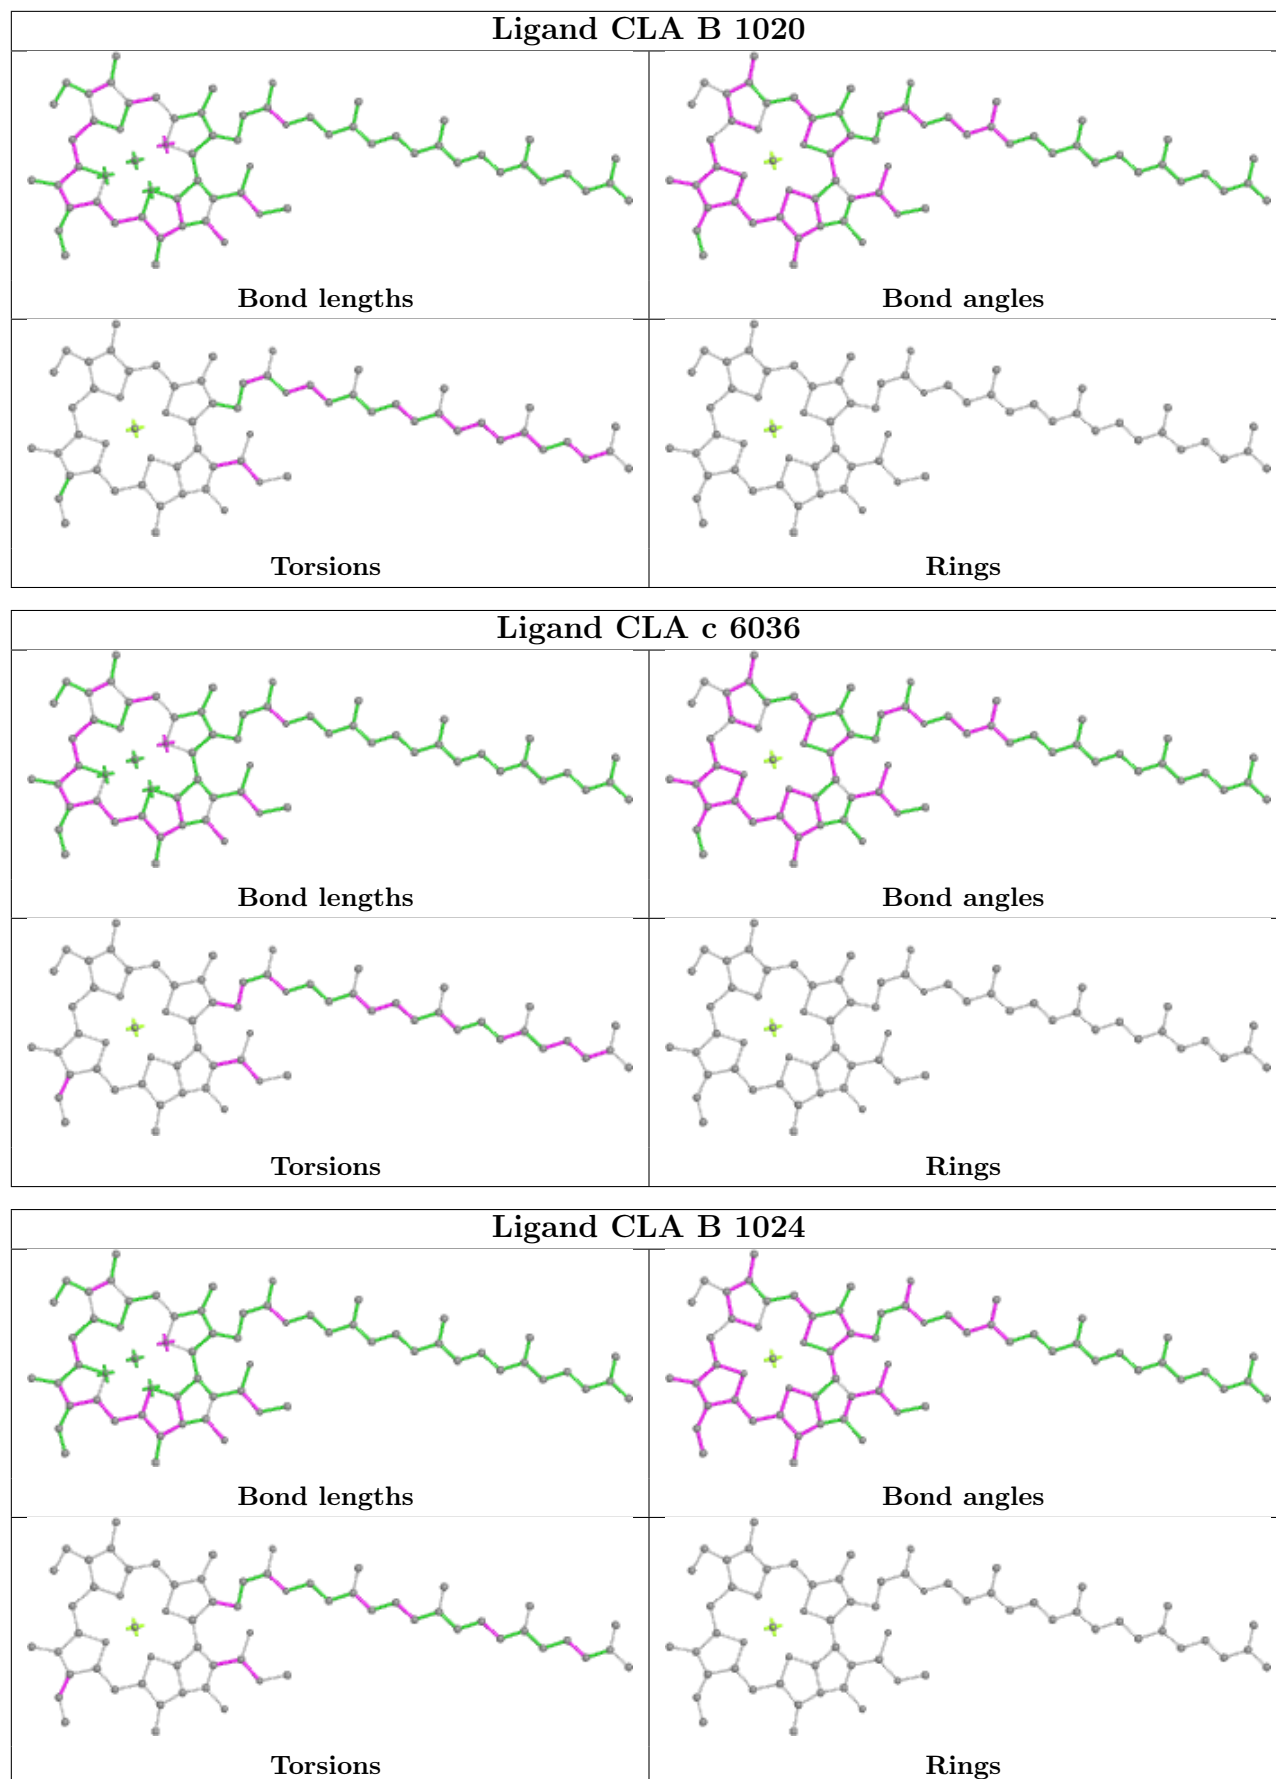 Ligand CLA B 1020
Bond lengths
Bond angles
Torsions
Rings
Ligand CLA c 6036
Bond lengths
Bond angles
Torsions
Rings
Ligand CLA B 1024
Bond lengths
Bond angles
Torsions
Rings